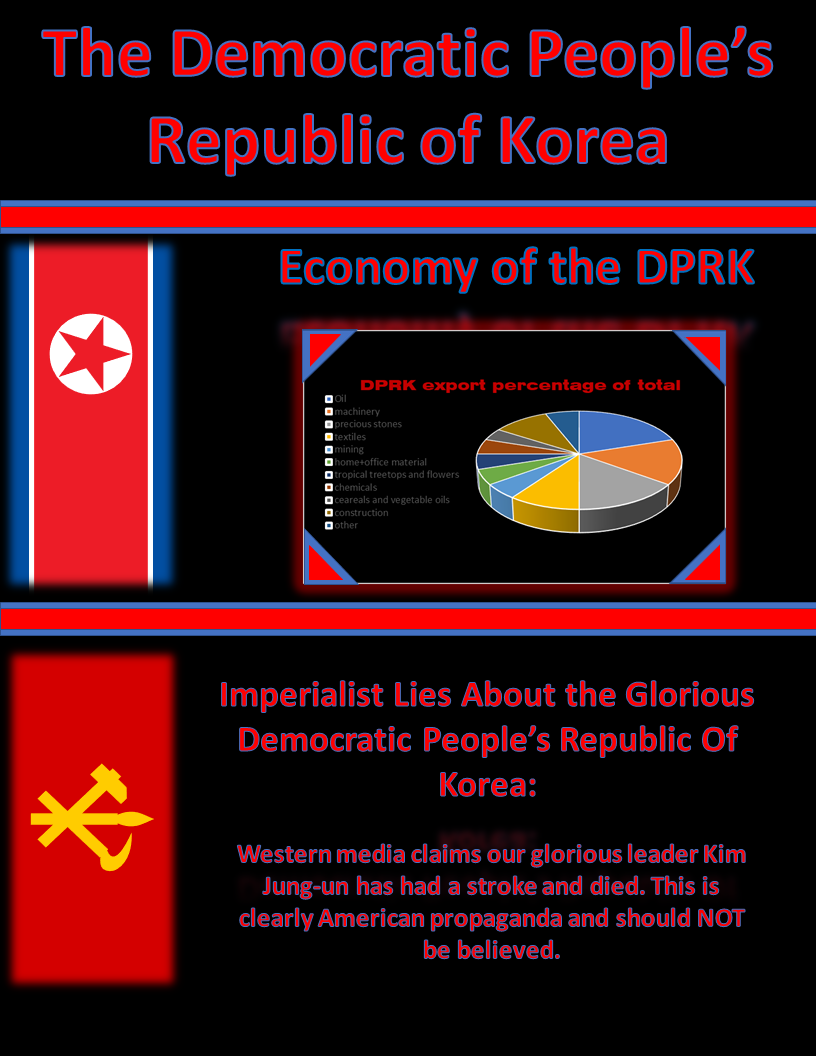 The Democratic People’s
Republic of Korea
Economy of the DPRK
DPRK export percentage of total
Oil
machinery
precious stones
textiles
mining
home+office material
tropical treetops and flowers
chemicals
ceareals and vegetable oils
construction
other
Imperialist Lies About the Glorious
Democratic People’s Republic Of
Korea:
Western media claims our glorious leader Kim
Jung-un has had a stroke and died. This is
clearly American propaganda and should NOT
be believed.